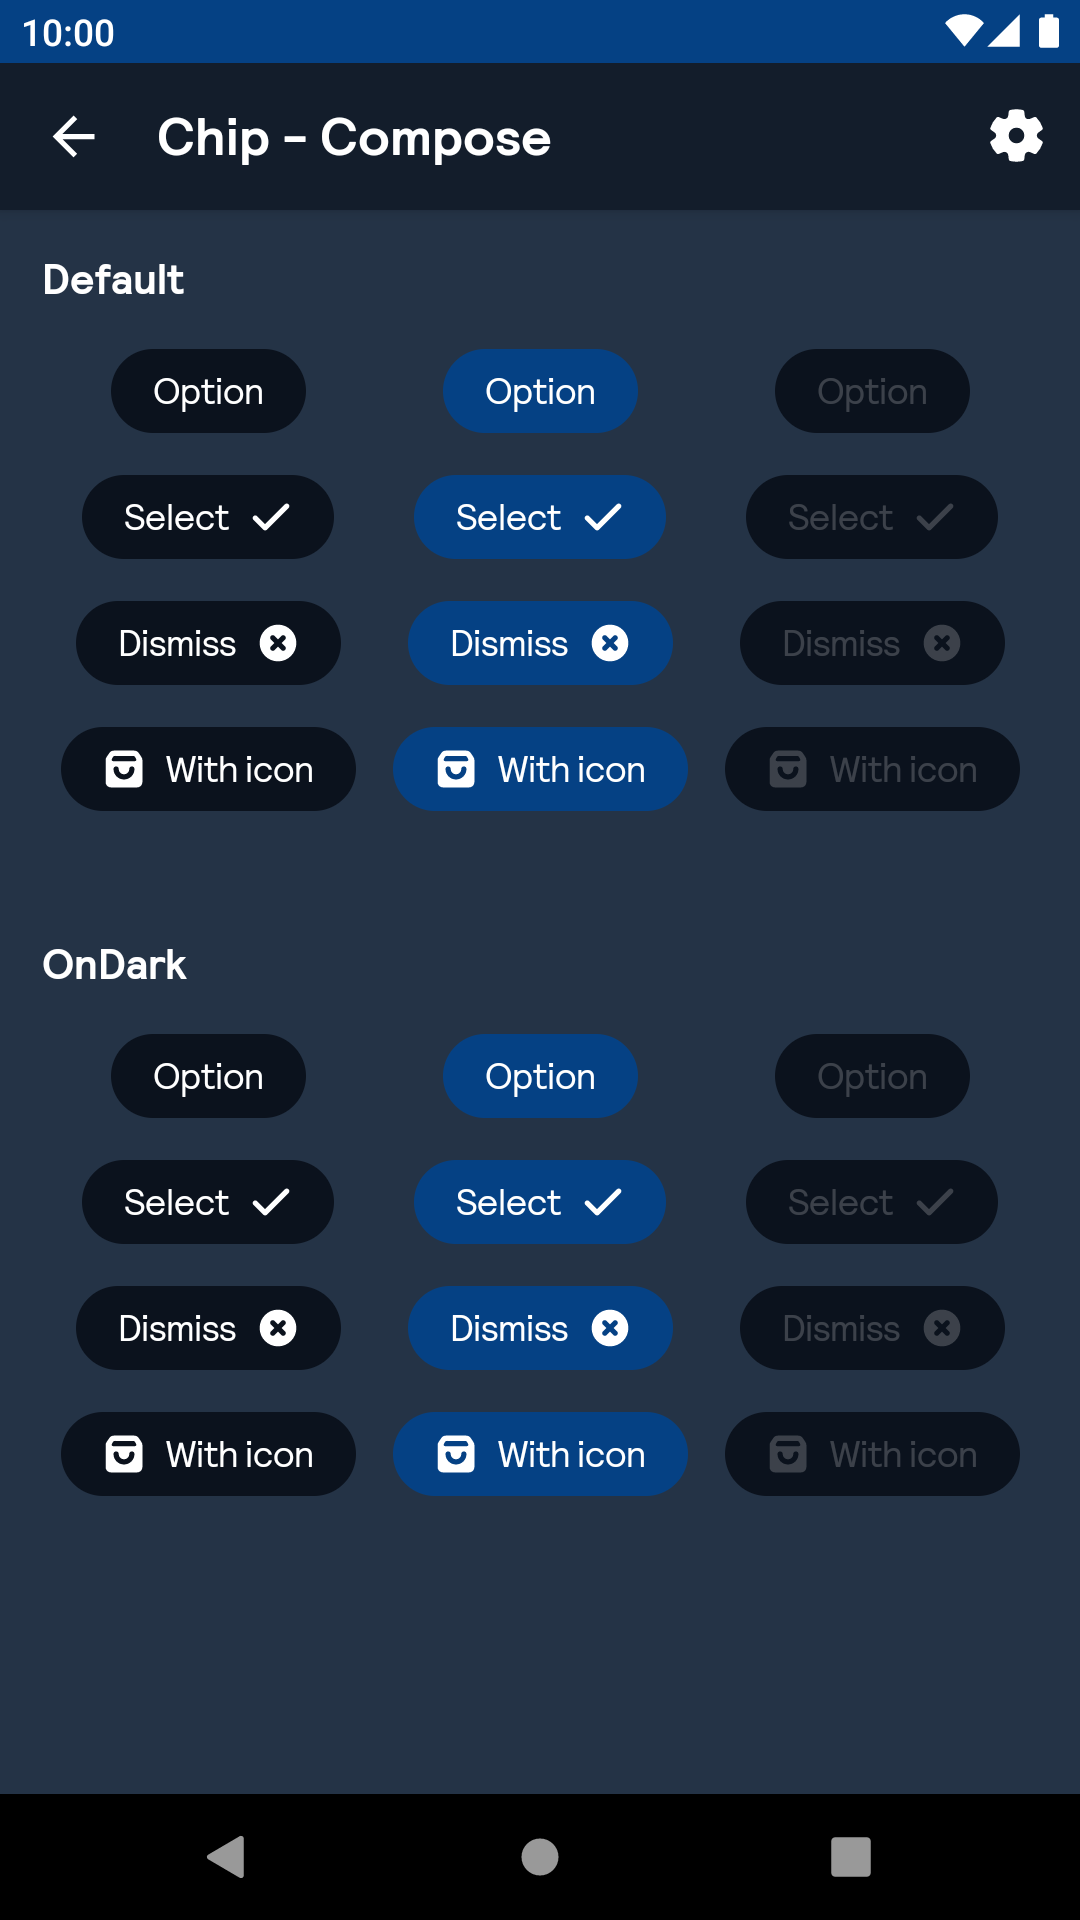 10:00
Chip - Compose
Default
Option Option Option
Select Select Select
Dismiss Dismiss Dismiss
With icon With icon With icon
OnDark
Option Option Option
Select Select Select
Dismiss Dismiss Dismiss
With icon With icon With icon